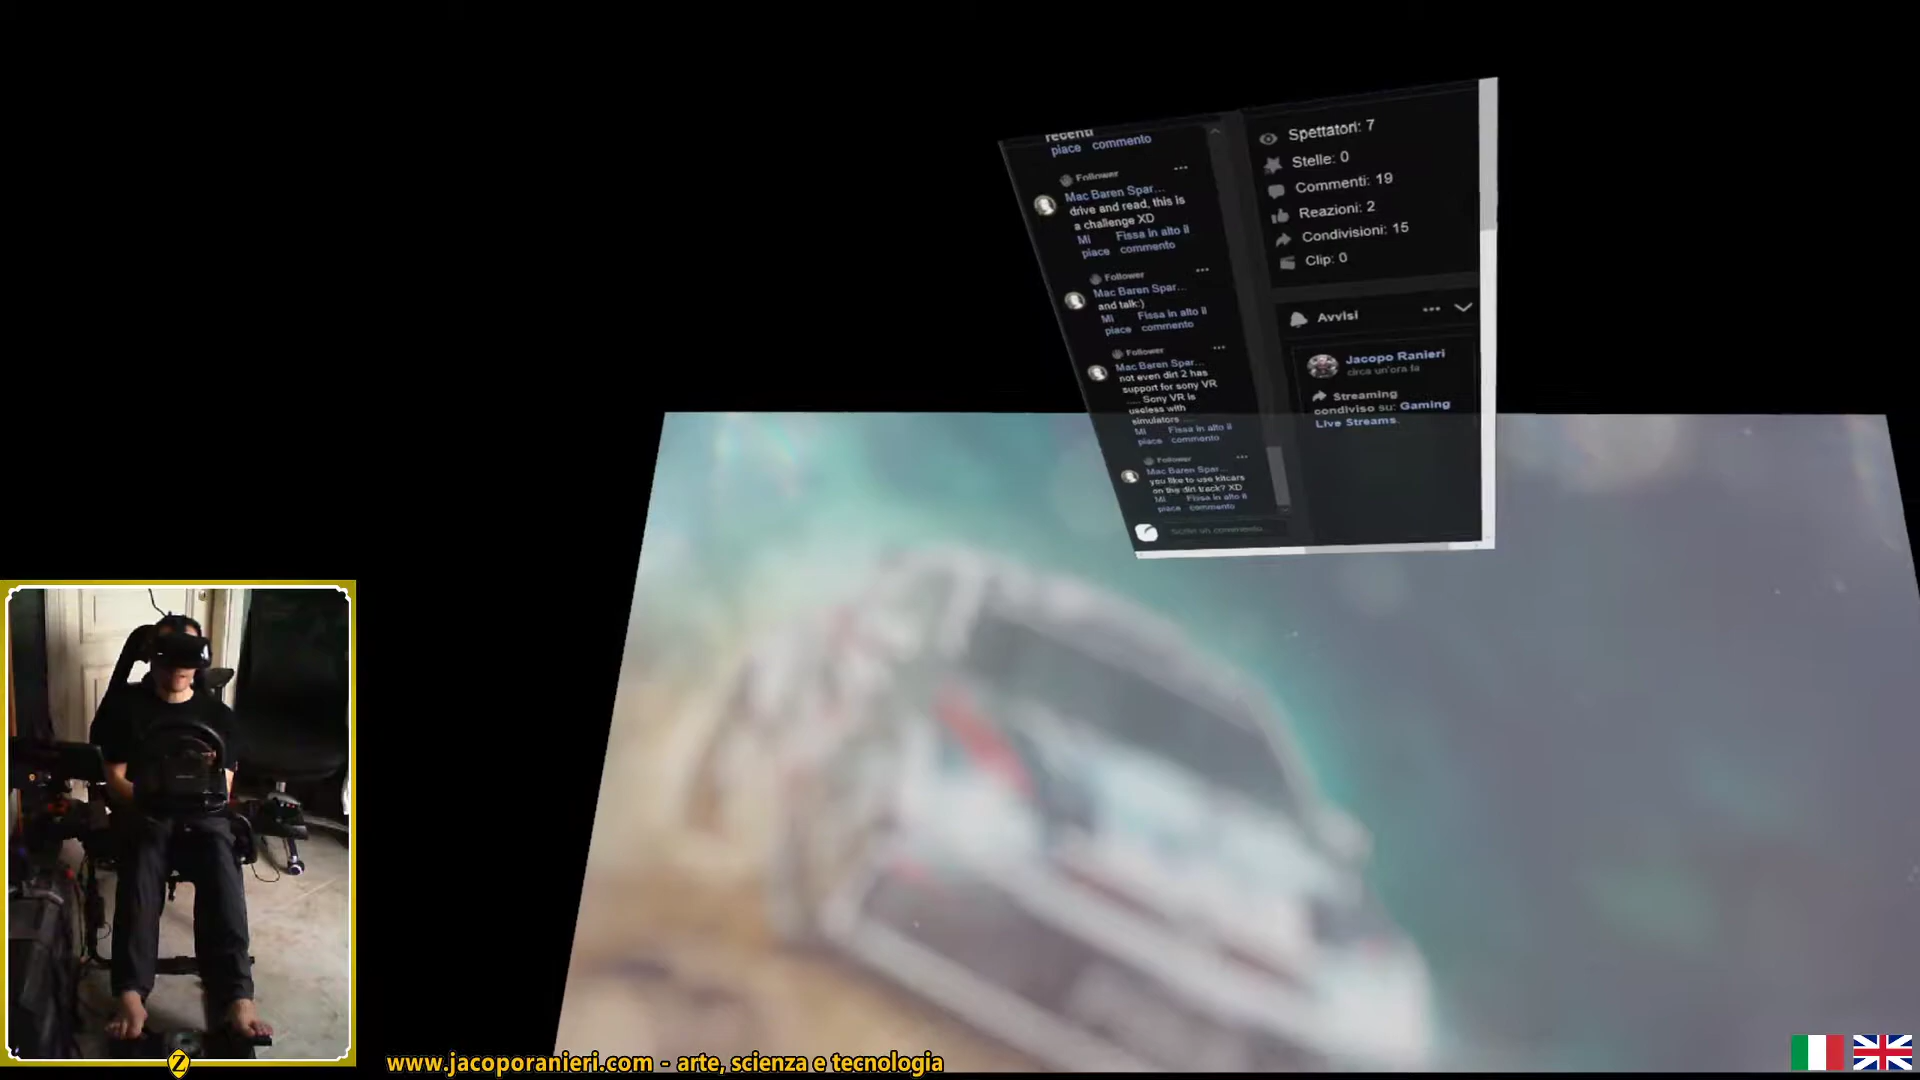 recenti
piace commento
Follower
Mac Baren Spar...
drive and read, this is
a challenge XD
Mi Fissa in alto il
piace commento
Follower
Mac Baren Spar...
and talk:)
Mi Fissa in alto il
piace commento
Follower
Mac Baren Spar...
not even dirt 2 has
support for sony VR
.... Sony VR is
useless with
simulators ....
Mi Fissa in alto il
piace commento
Follower
Mac Baren Spar...
you like to use kitcars
on the dirt track? XD
Mi Fissa in alto il
piace commento
Scrivi un commento...
Spettatori: 7
Stelle: 0
Commenti: 19
Reazioni: 2
Condivisioni: 15
Clip: 0
Avvisi
Jacopo Ranieri
circa un'ora fa
Streaming
condiviso su: Gaming
Live Streams.
Z
www.jacoporanieri.com - arte, scienza e tecnologia